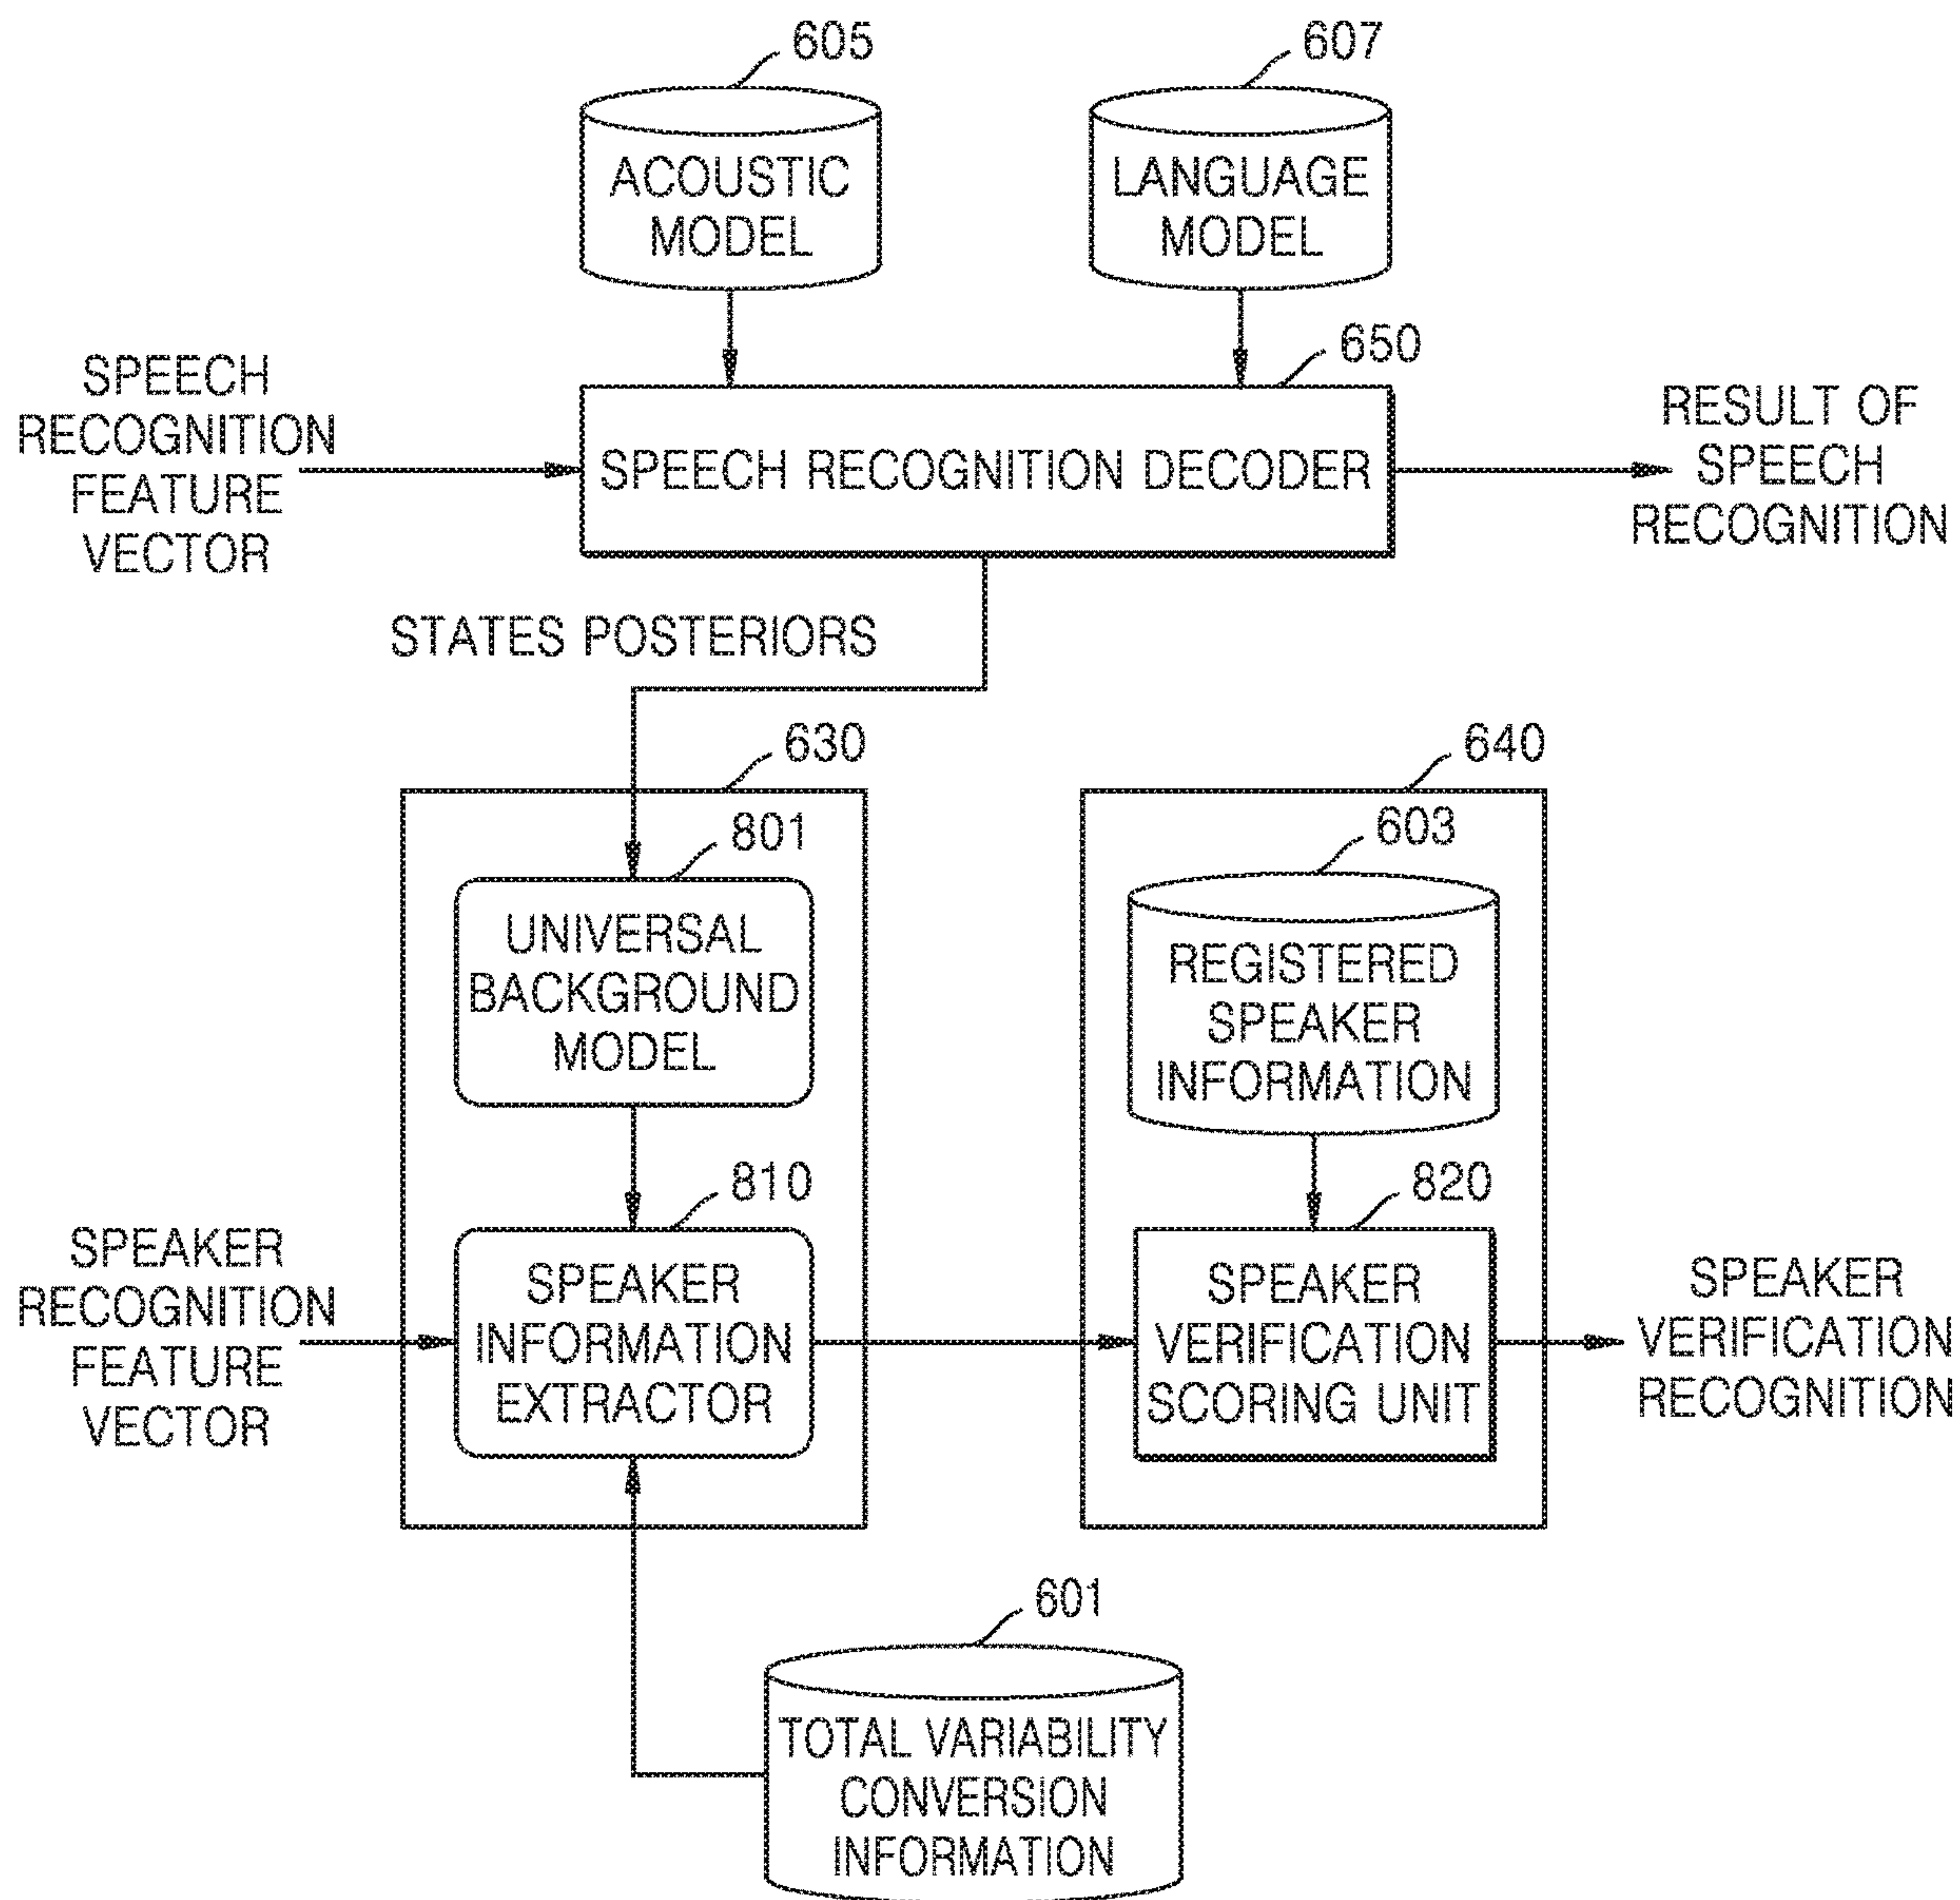 605
607
ACOUSTIC
MODEL
LANGUAGE
MODEL
650
SPEECH
RECOGNITION
FEATURE
VECTOR
SPEECH RECOGNITION DECODER
RESULT OF
SPEECH
RECOGNITION
STATES POSTERIORS
630
640
801
603
UNIVERSAL
BACKGROUND
MODEL
REGISTERED
SPEAKER
INFORMATION
810
820
SPEAKER
RECOGNITION
FEATURE
VECTOR
SPEAKER
INFORMATION
EXTRACTOR
SPEAKER
VERIFICATION
SCORING UNIT
SPEAKER
VERIFICATION
RECOGNITION
601
TOTAL VARIABILITY
CONVERSION
INFORMATION